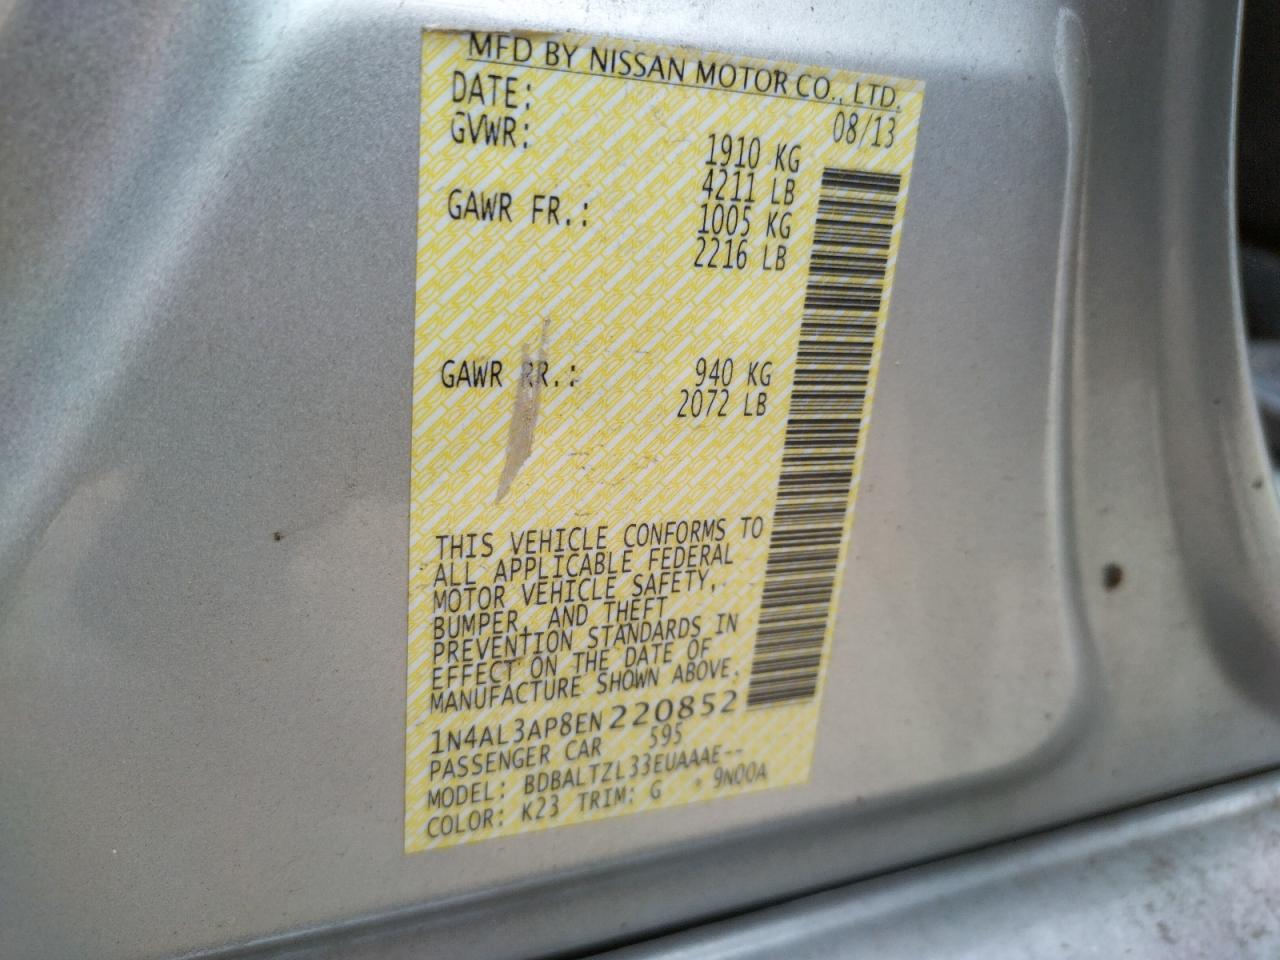 MFD BY NISSAN MOTOR CO., LTD.
DATE: 08/13
GVWR: 1910 KG
4211 LB
GAWR FR.: 1005 KG
2216 LB
GAWR RR.: 940 KG
2072 LB
THIS VEHICLE CONFORMS TO
ALL APPLICABLE FEDERAL
MOTOR VEHICLE SAFETY,
BUMPER, AND THEFT
PREVENTION STANDARDS IN
EFFECT ON THE DATE OF
MANUFACTURE SHOWN ABOVE.
1N4AL3AP8EN220852
PASSENGER CAR 595
MODEL: BDBALTZL33EUAAAE--
COLOR: K23 TRIM: G * 9N00A